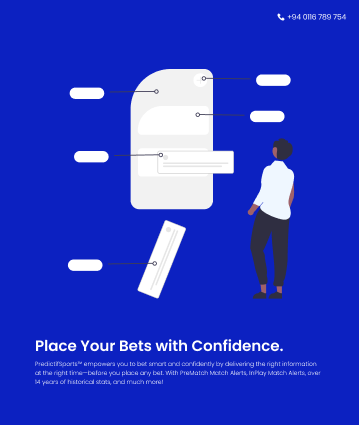 +94 0116 789 754
Place Your Bets with Confidence.
PredictifSports™ empowers you to bet smart and confidently by delivering the right information
at the right time—before you place any bet. With PreMatch Match Alerts, InPlay Match Alerts, over
14 years of historical stats, and much more!